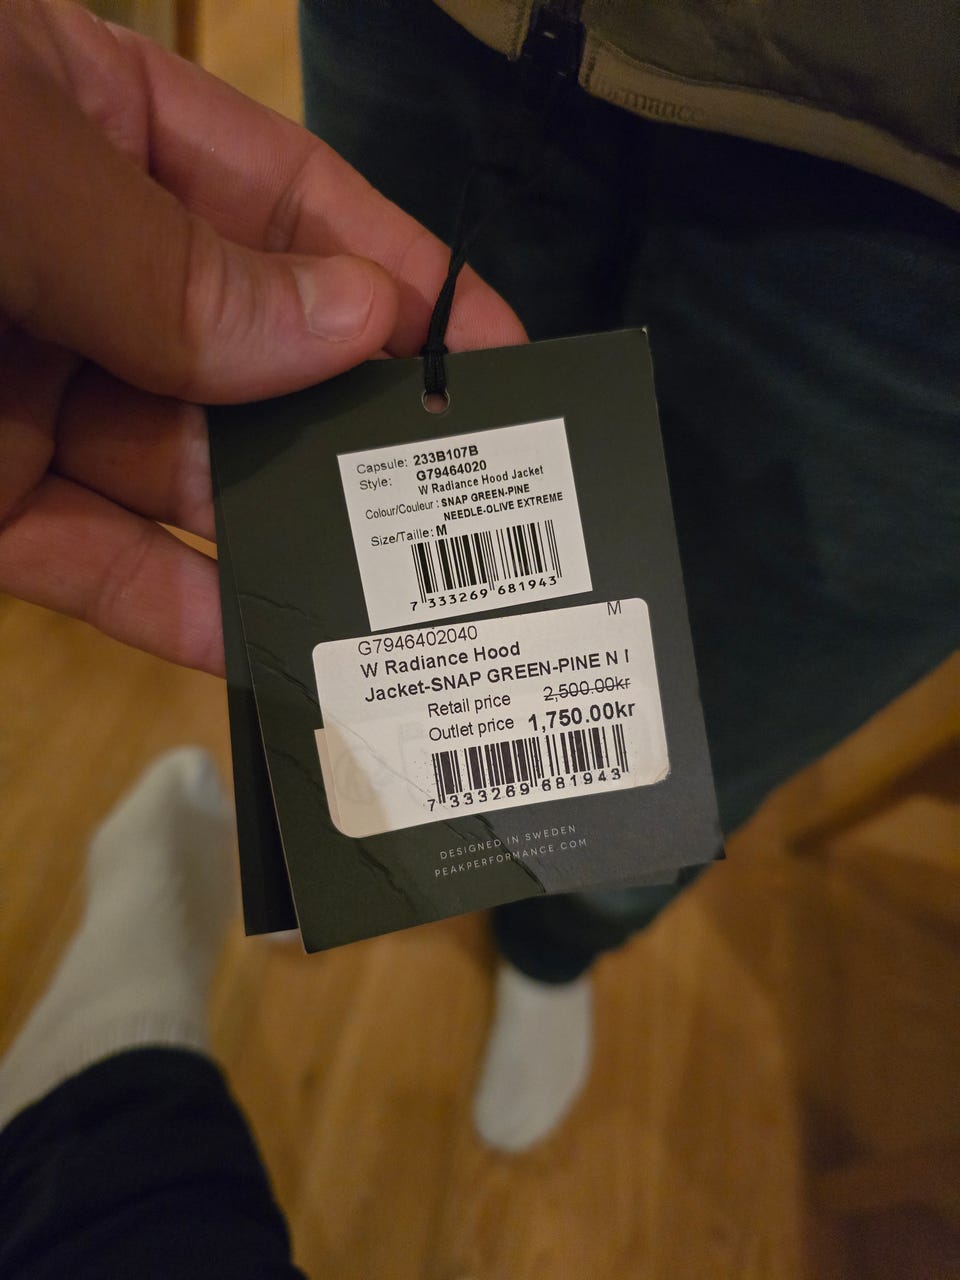 ormance
Capsule: 233B107B
Style: G79464020
W Radiance Hood Jacket
Colour/Couleur : SNAP GREEN-PINE
NEEDLE-OLIVE EXTREME
Size/Taille: M
7 333269 681943
M
G7946402040
W Radiance Hood
Jacket-SNAP GREEN-PINE N I
Retail price 2,500.00kr
Outlet price 1,750.00kr
7 333269 681943
DESIGNED IN SWEDEN
PEAKPERFORMANCE.COM